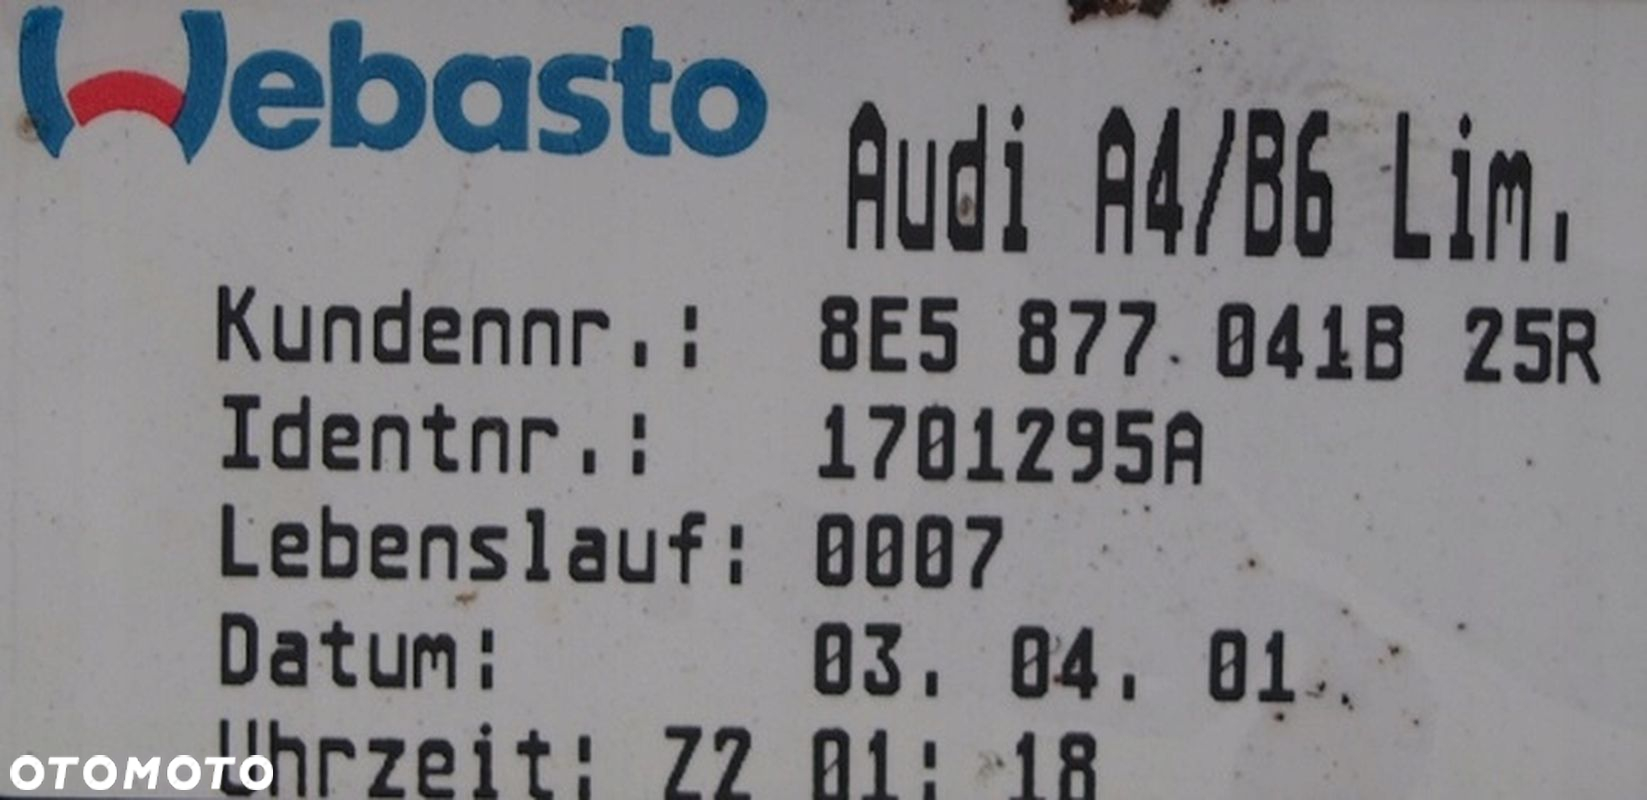 Webasto
Audi A4/B6 Lim.
Kundennr.: 8E5 877 041B 25R
Identnr.: 1701295A
Lebenslauf: 0007
Datum: 03. 04. 01
Uhrzeit: Z2 01: 18
OTOMOTO